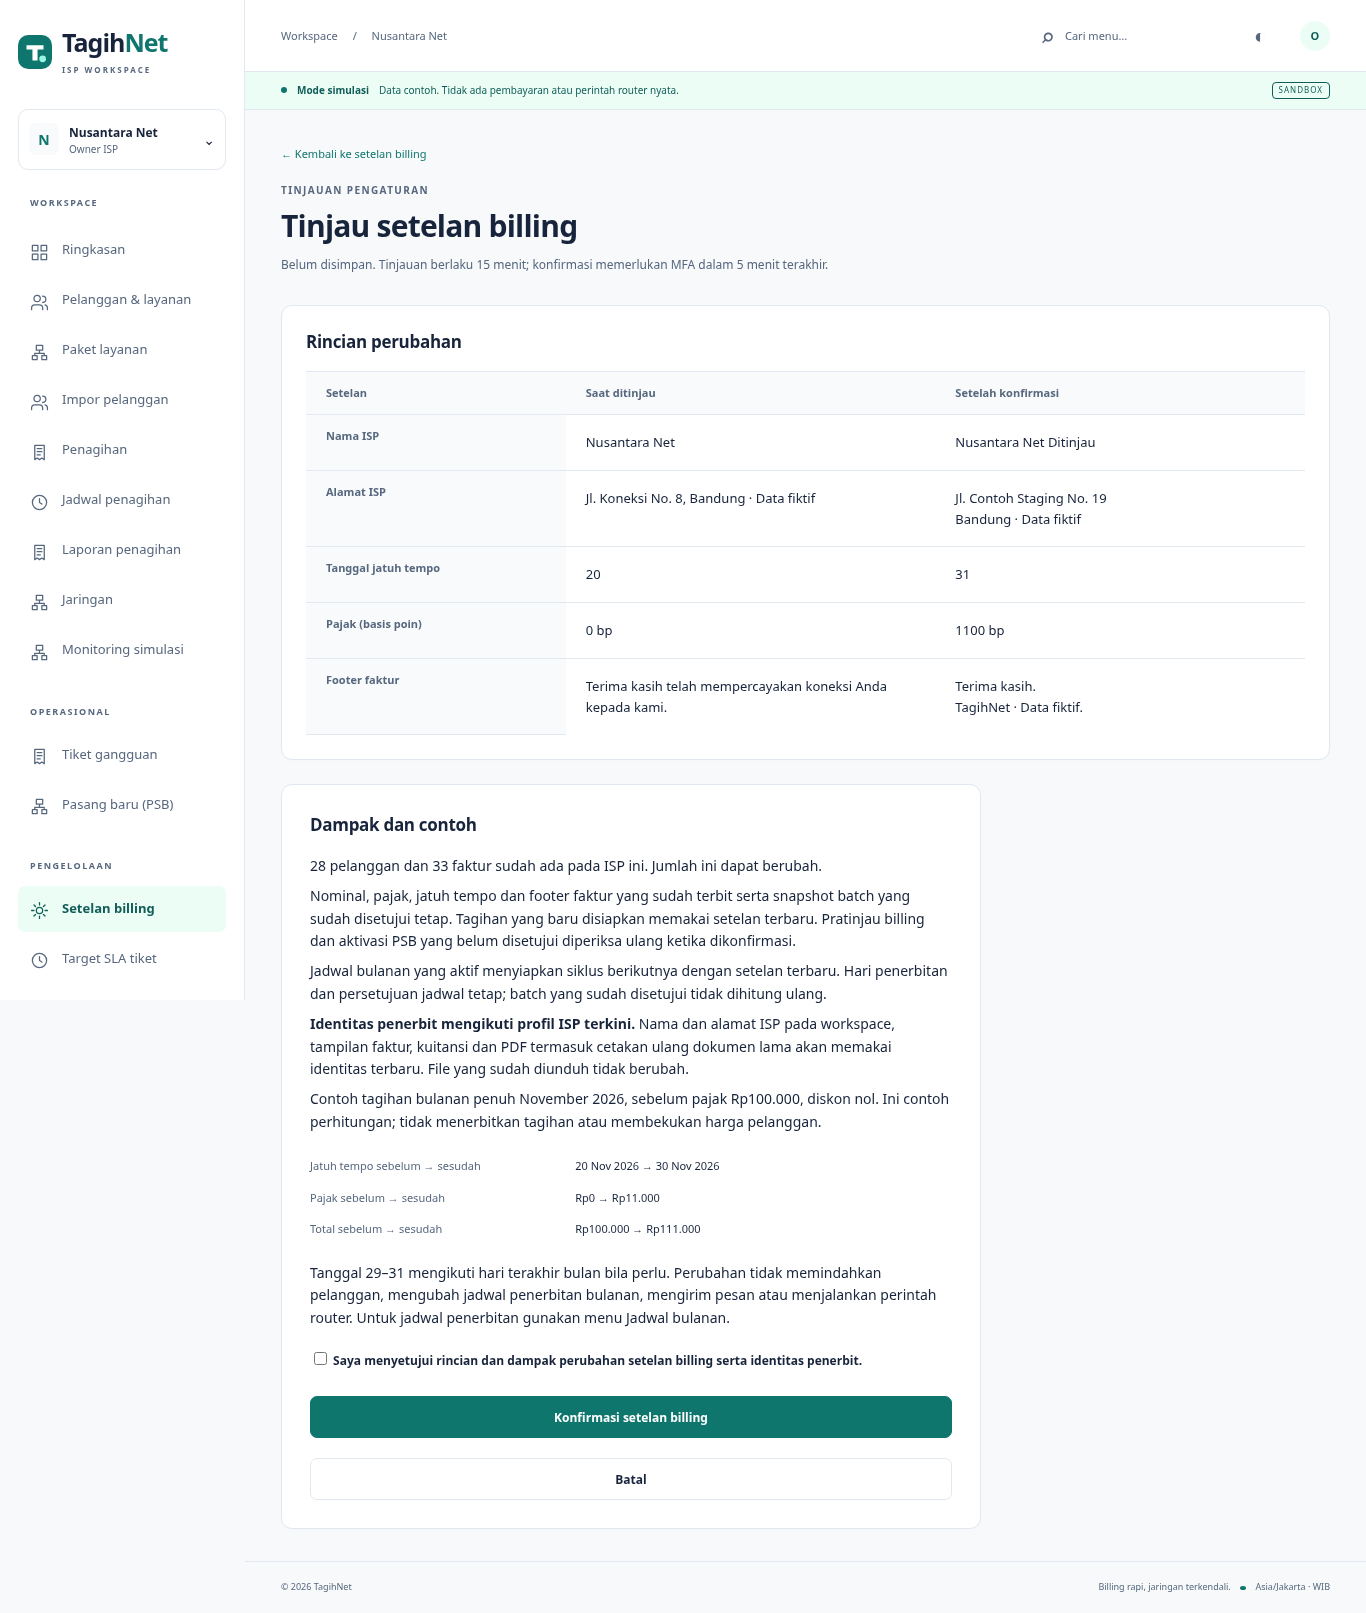 TagihNet
ISP WORKSPACE
N
Nusantara Net
Owner ISP
WORKSPACE
Ringkasan
Pelanggan & layanan
Paket layanan
Impor pelanggan
Penagihan
Jadwal penagihan
Laporan penagihan
Jaringan
Monitoring simulasi
OPERASIONAL
Tiket gangguan
Pasang baru (PSB)
PENGELOLAAN
Setelan billing
Target SLA tiket
Workspace / Nusantara Net
Cari menu...
O
Mode simulasi Data contoh. Tidak ada pembayaran atau perintah router nyata.
SANDBOX
← Kembali ke setelan billing
TINJAUAN PENGATURAN
Tinjau setelan billing
Belum disimpan. Tinjauan berlaku 15 menit; konfirmasi memerlukan MFA dalam 5 menit terakhir.
Rincian perubahan
Setelan Saat ditinjau Setelah konfirmasi
Nama ISP Nusantara Net Nusantara Net Ditinjau
Alamat ISP Jl. Koneksi No. 8, Bandung · Data fiktif Jl. Contoh Staging No. 19
Bandung · Data fiktif
Tanggal jatuh tempo 20 31
Pajak (basis poin) 0 bp 1100 bp
Footer faktur Terima kasih telah mempercayakan koneksi Anda Terima kasih.
kepada kami. TagihNet · Data fiktif.
Dampak dan contoh
28 pelanggan dan 33 faktur sudah ada pada ISP ini. Jumlah ini dapat berubah.
Nominal, pajak, jatuh tempo dan footer faktur yang sudah terbit serta snapshot batch yang
sudah disetujui tetap. Tagihan yang baru disiapkan memakai setelan terbaru. Pratinjau billing
dan aktivasi PSB yang belum disetujui diperiksa ulang ketika dikonfirmasi.
Jadwal bulanan yang aktif menyiapkan siklus berikutnya dengan setelan terbaru. Hari penerbitan
dan persetujuan jadwal tetap; batch yang sudah disetujui tidak dihitung ulang.
Identitas penerbit mengikuti profil ISP terkini. Nama dan alamat ISP pada workspace,
tampilan faktur, kuitansi dan PDF termasuk cetakan ulang dokumen lama akan memakai
identitas terbaru. File yang sudah diunduh tidak berubah.
Contoh tagihan bulanan penuh November 2026, sebelum pajak Rp100.000, diskon nol. Ini contoh
perhitungan; tidak menerbitkan tagihan atau membekukan harga pelanggan.
Jatuh tempo sebelum → sesudah 20 Nov 2026 → 30 Nov 2026
Pajak sebelum → sesudah Rp0 → Rp11.000
Total sebelum → sesudah Rp100.000 → Rp111.000
Tanggal 29–31 mengikuti hari terakhir bulan bila perlu. Perubahan tidak memindahkan
pelanggan, mengubah jadwal penerbitan bulanan, mengirim pesan atau menjalankan perintah
router. Untuk jadwal penerbitan gunakan menu Jadwal bulanan.
Saya menyetujui rincian dan dampak perubahan setelan billing serta identitas penerbit.
Konfirmasi setelan billing
Batal
© 2026 TagihNet
Billing rapi, jaringan terkendali. Asia/Jakarta · WIB